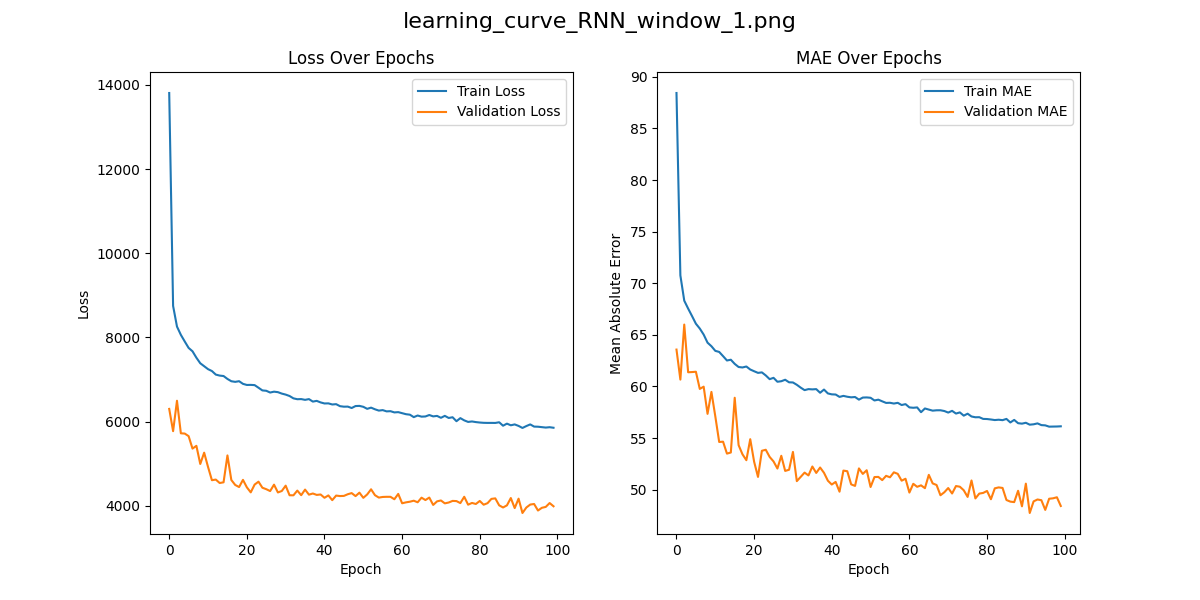 learning_curve_RNN_window_1.png
Loss Over Epochs
14000
12000
10000
8000
6000
4000
Loss
0
20
40
60
80
100
Epoch
Train Loss
Validation Loss
MAE Over Epochs
90
85
80
75
70
65
60
55
50
Mean Absolute Error
0
20
40
60
80
100
Epoch
Train MAE
Validation MAE